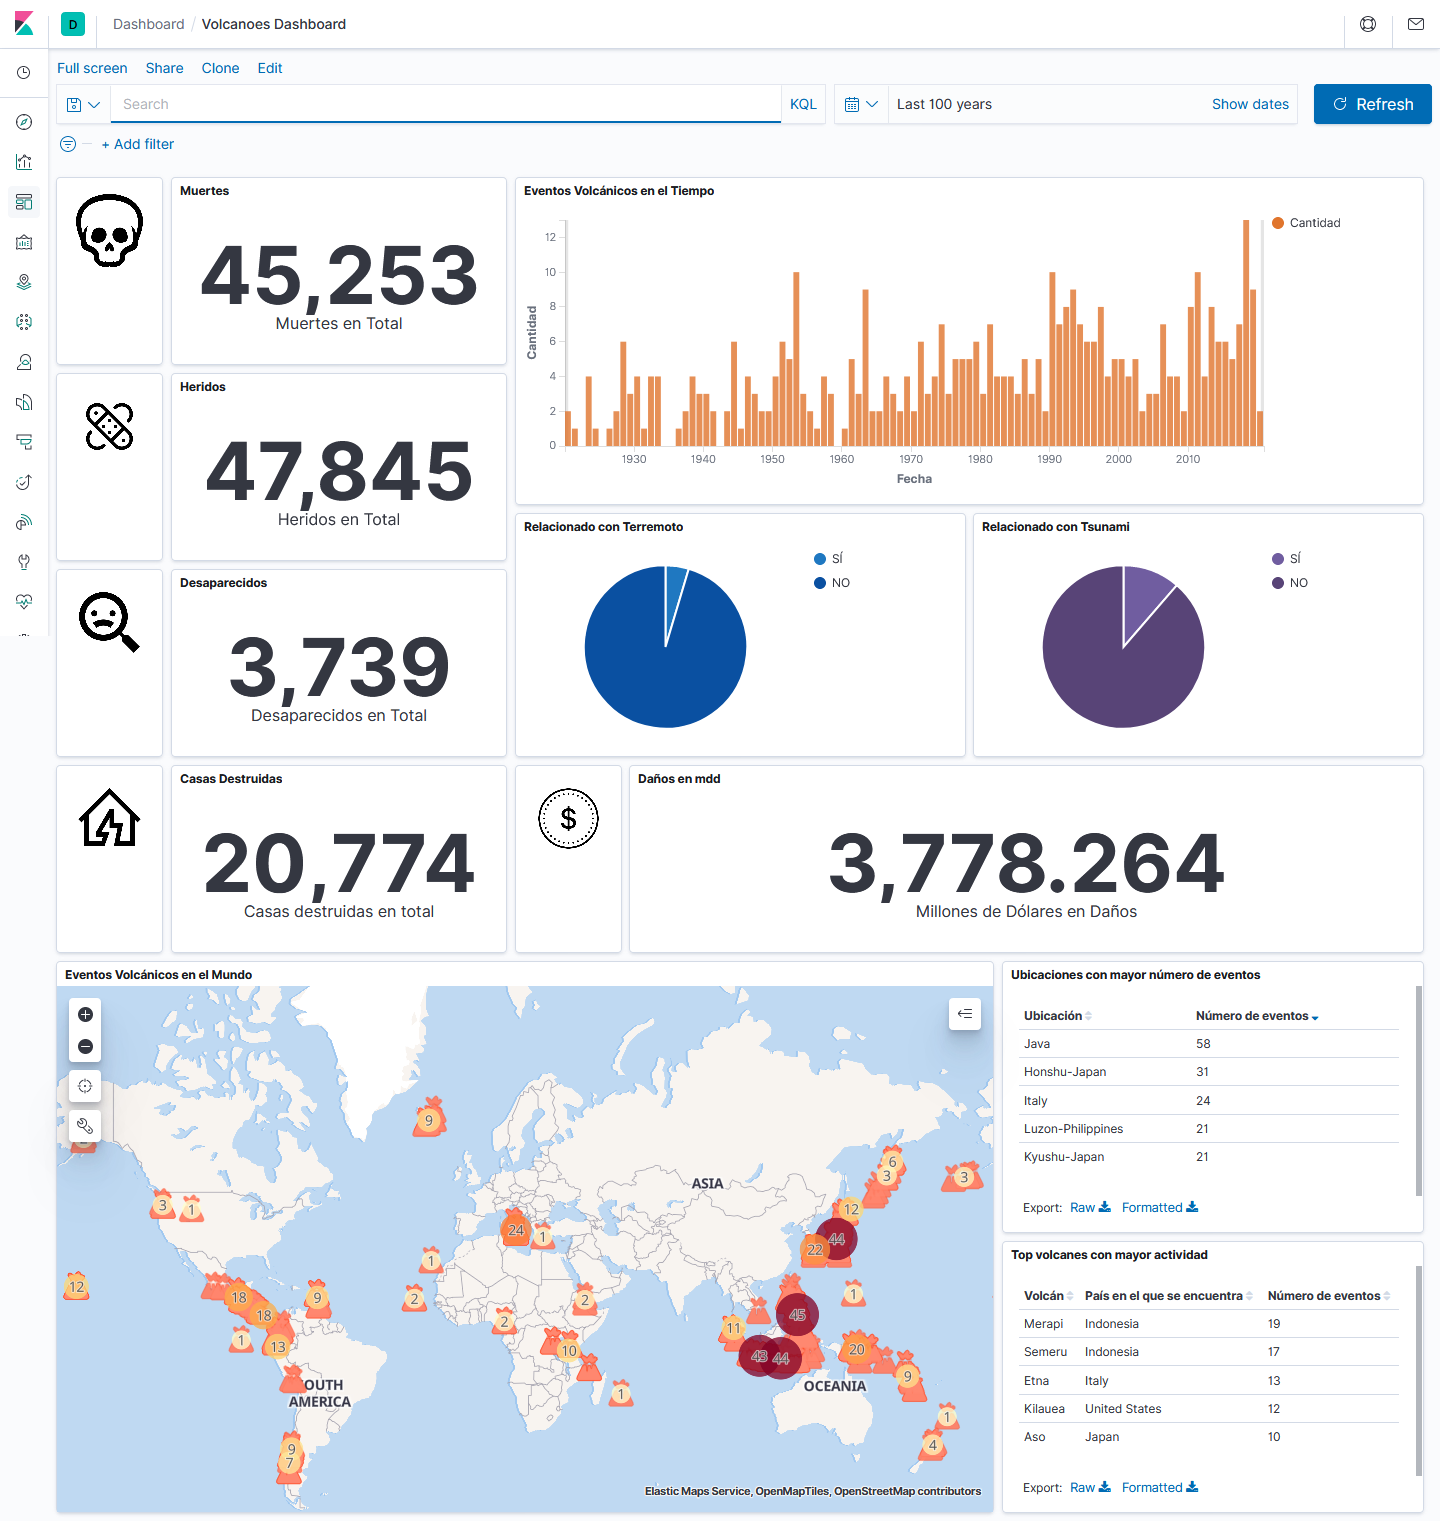 D Dashboard / Volcanoes Dashboard
Full screen Share Clone Edit
Search KQL Last 100 years Show dates Refresh
+ Add filter
Muertes
45,253
Muertes en Total
Eventos Volcánicos en el Tiempo
Cantidad
12
10
8
6
4
2
0
Cantidad
1930 1940 1950 1960 1970 1980 1990 2000 2010
Fecha
Heridos
47,845
Heridos en Total
Desaparecidos
3,739
Desaparecidos en Total
Relacionado con Terremoto
SÍ
NO
Relacionado con Tsunami
SÍ
NO
Casas Destruidas
20,774
Casas destruidas en total
$
Daños en mdd
3,778.264
Millones de Dólares en Daños
Eventos Volcánicos en el Mundo
9
6
3
3
ASIA
3
1
12
24
1
44
22
1
12
18
9
2
2
1
18
2
45
11
1
13
10
20
43
44
9
OUTH
AMERICA
OCEANIA
1
1
4
9
7
Elastic Maps Service, OpenMapTiles, OpenStreetMap contributors
Ubicaciones con mayor número de eventos
Ubicación Número de eventos
Java 58
Honshu-Japan 31
Italy 24
Luzon-Philippines 21
Kyushu-Japan 21
Export: Raw Formatted
Top volcanes con mayor actividad
Volcán País en el que se encuentra Número de eventos
Merapi Indonesia 19
Semeru Indonesia 17
Etna Italy 13
Kilauea United States 12
Aso Japan 10
Export: Raw Formatted